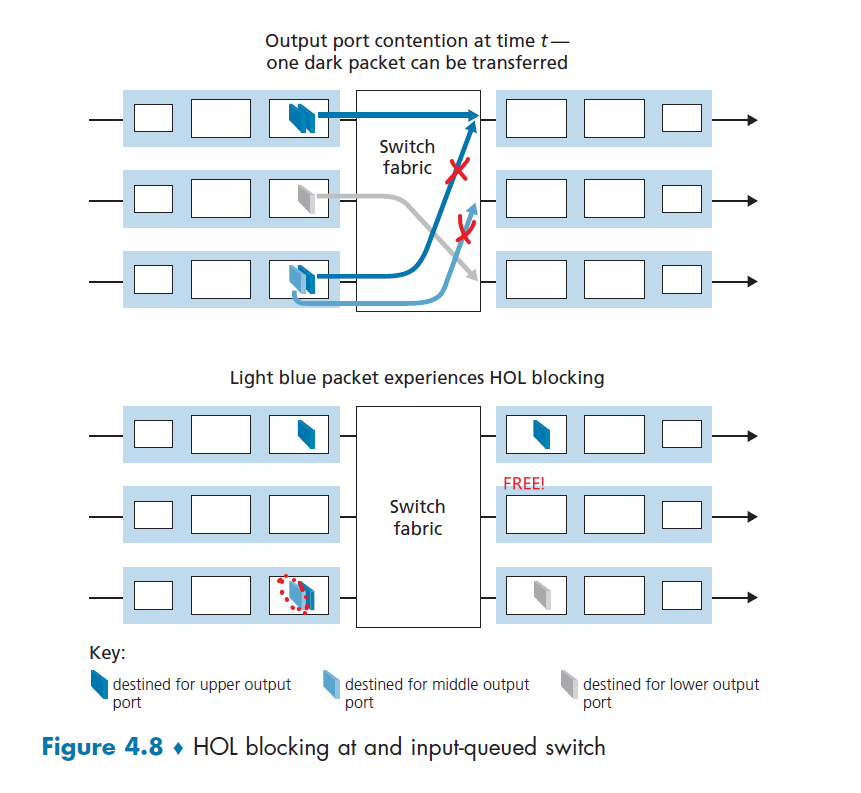 Output port contention at time t—
one dark packet can be transferred
Switch
fabric
Light blue packet experiences HOL blocking
FREE!
Switch
fabric
Key:
destined for upper output
port
destined for middle output
port
destined for lower output
port
Figure 4.8 ♦ HOL blocking at and input-queued switch